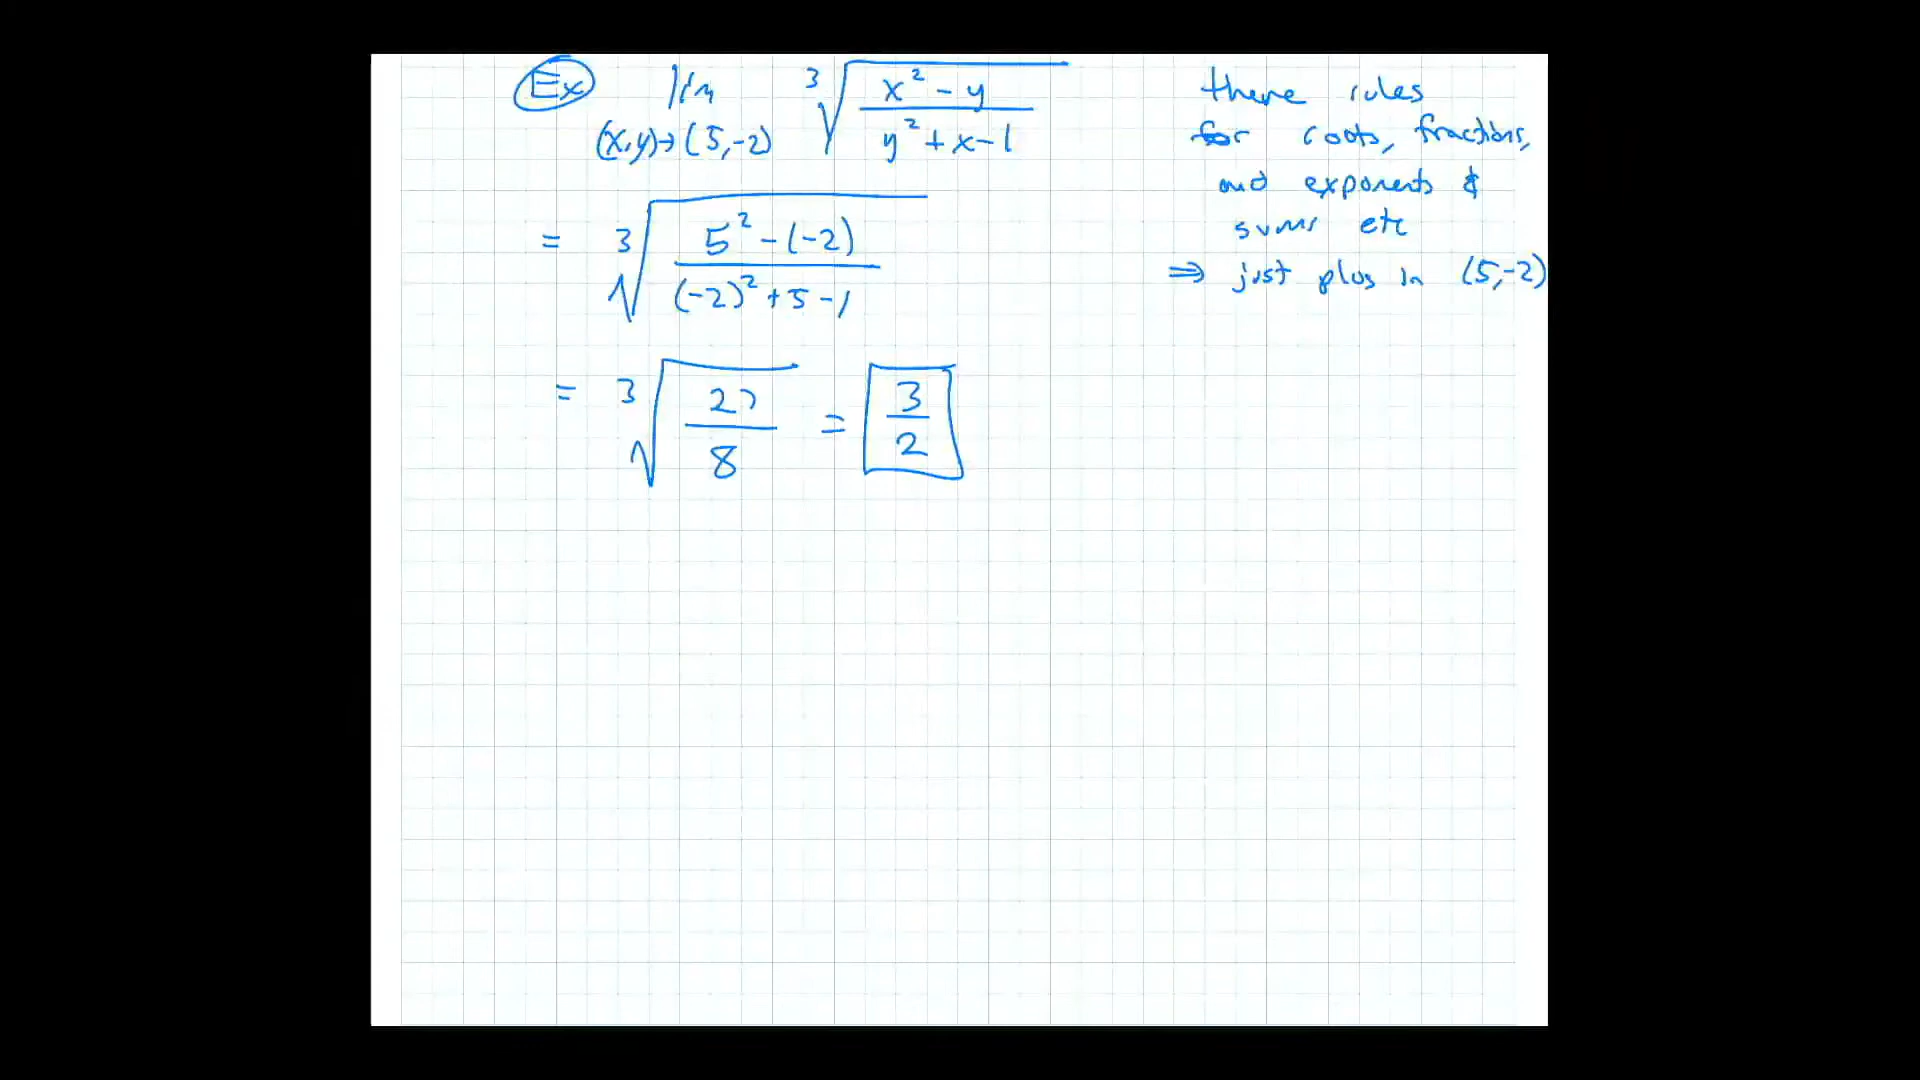 Ex lim ∛((x² - y)/(y² + x - 1))
(x,y)→(5,-2)
= ∛((5² - (-2))/((-2)² + 5 - 1))
= ∛(27/8) = 3/2
there rules
for roots, fractions,
and exponents &
sums etc
⇒ just plug in (5,-2)